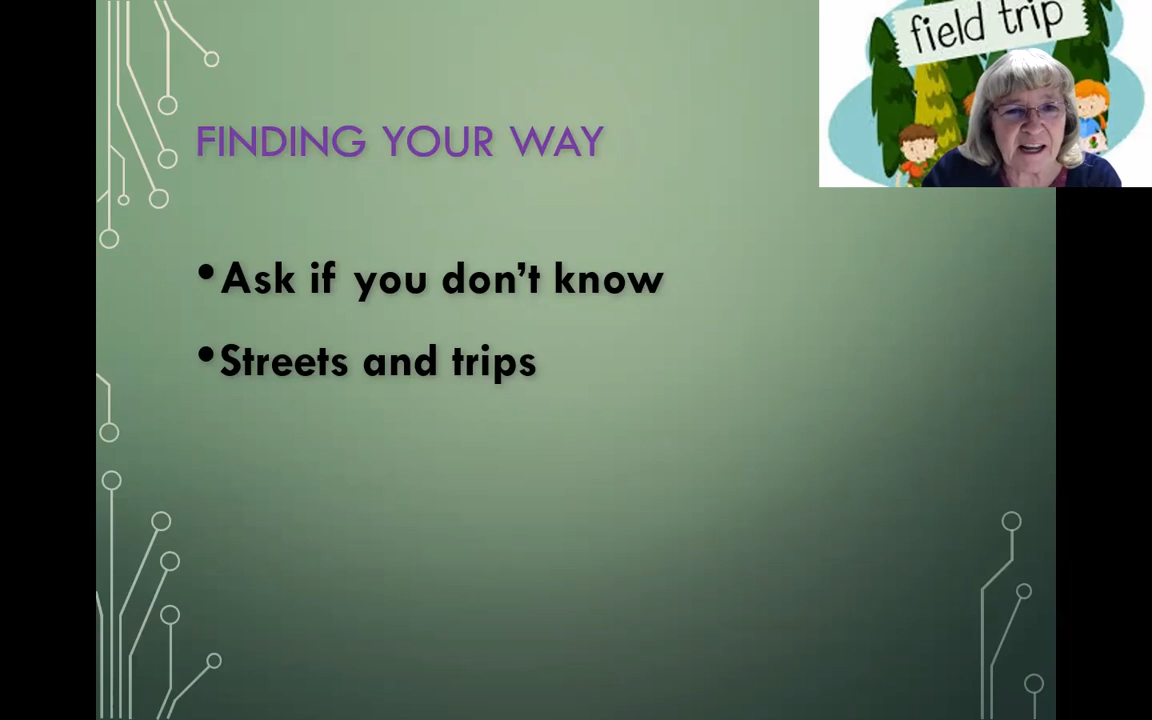 field trip
FINDING YOUR WAY
•Ask if you don't know
•Streets and trips